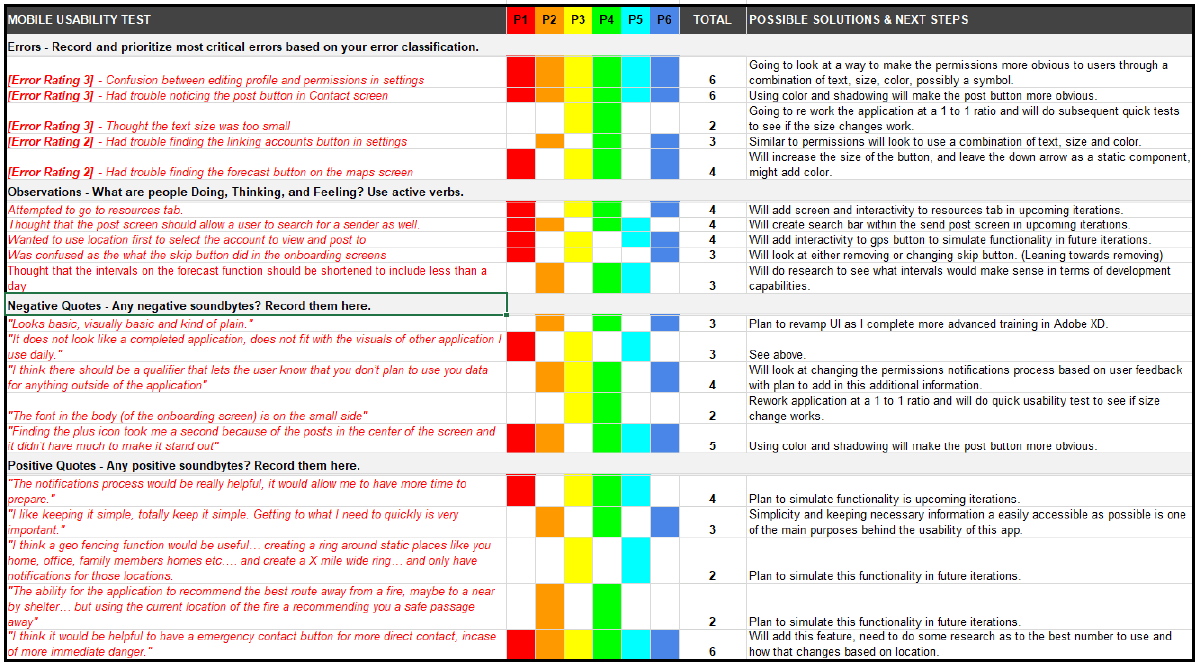 MOBILE USABILITY TEST P1 P2 P3 P4 P5 P6 TOTAL POSSIBLE SOLUTIONS & NEXT STEPS
Errors - Record and prioritize most critical errors based on your error classification.
Going to look at a way to make the permissions more obvious to users through a
[Error Rating 3] - Confusion between editing profile and permissions in settings 6 combination of text, size, color, possibly a symbol.
[Error Rating 3] - Had trouble noticing the post button in Contact screen 6 Using color and shadowing will make the post button more obvious.
Going to re work the application at a 1 to 1 ratio and will do subsequent quick tests
[Error Rating 3] - Thought the text size was too small 2 to see if the size changes work.
[Error Rating 2] - Had trouble finding the linking accounts button in settings 3 Similar to permissions will look to use a combination of text, size and color.
Will increase the size of the button, and leave the down arrow as a static component,
[Error Rating 2] - Had trouble finding the forecast button on the maps screen 4 might add color.
Observations - What are people Doing, Thinking, and Feeling? Use active verbs.
Attempted to go to resources tab. 4 Will add screen and interactivity to resources tab in upcoming iterations.
Thought that the post screen should allow a user to search for a sender as well. 4 Will create search bar within the send post screen in upcoming iterations.
Wanted to use location first to select the account to view and post to 4 Will add interactivity to gps button to simulate functionality in future iterations.
Was confused as the what the skip button did in the onboarding screens 3 Will look at either removing or changing skip button. (Leaning towards removing)
Thought that the intervals on the forecast function should be shortened to include less than a Will do research to see what intervals would make sense in terms of development
day 3 capabilities.
Negative Quotes - Any negative soundbytes? Record them here.
"Looks basic, visually basic and kind of plain." 3 Plan to revamp UI as I complete more advanced training in Adobe XD.
"It does not look like a completed application, does not fit with the visuals of other application I
use daily." 3 See above.
"I think there should be a qualifier that lets the user know that you don't plan to use you data Will look at changing the permissions notifications process based on user feedback
for anything outside of the application" 4 with plan to add in this additional information.
Rework application at a 1 to 1 ratio and will do quick usability test to see if size
"The font in the body (of the onboarding screen) is on the small side" 2 change works.
"Finding the plus icon took me a second because of the posts in the center of the screen and
it didn't have much to make it stand out" 5 Using color and shadowing will make the post button more obvious.
Positive Quotes - Any positive soundbytes? Record them here.
"The notifications process would be really helpful, it would allow me to have more time to
prepare." 4 Plan to simulate functionality is upcoming iterations.
"I like keeping it simple, totally keep it simple. Getting to what I need to quickly is very Simplicity and keeping necessary information a easily accessible as possible is one
important." 3 of the main purposes behind the usability of this app.
"I think a geo fencing function would be useful... creating a ring around static places like you
home, office, family members homes etc.... and create a X mile wide ring... and only have
notifications for those locations. 2 Plan to simulate this functionality in future iterations.
"The ability for the application to recommend the best route away from a fire, maybe to a near
by shelter... but using the current location of the fire a recommending you a safe passage
away" 2 Plan to simulate this functionality in future iterations.
"I think it would be helpful to have a emergency contact button for more direct contact, incase Will add this feature, need to do some research as to the best number to use and
of more immediate danger." 6 how that changes based on location.